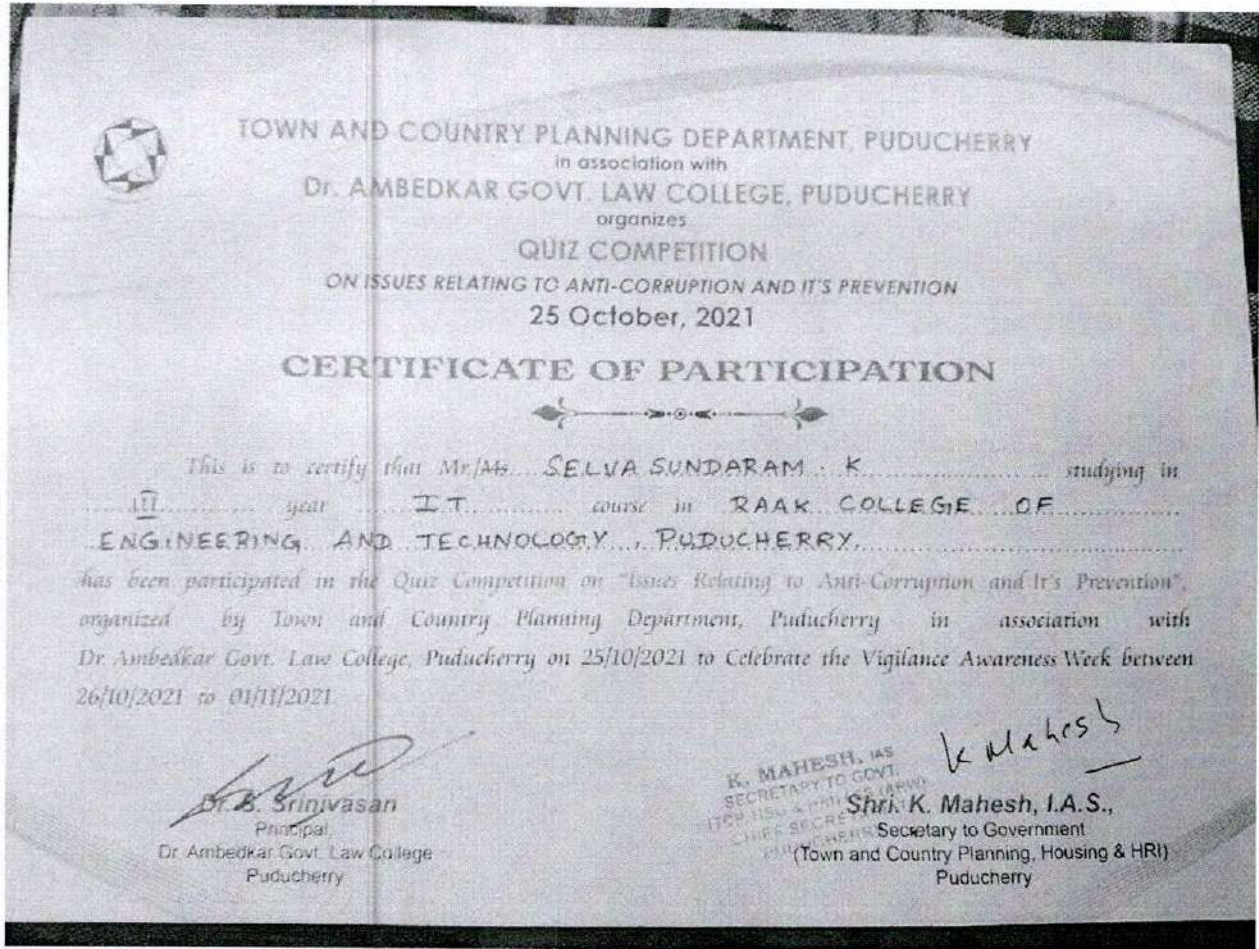 TOWN AND COUNTRY PLANNING DEPARTMENT, PUDUCHERRY
in association with
Dr. AMBEDKAR GOVT. LAW COLLEGE, PUDUCHERRY
organizes
QUIZ COMPETITION
ON ISSUES RELATING TO ANTI-CORRUPTION AND IT'S PREVENTION
25 October, 2021
CERTIFICATE OF PARTICIPATION
This is to certify that Mr./Ms. SELVA SUNDARAM . K studying in
III year I.T. course in RAAK COLLEGE OF
ENGINEERING AND TECHNOLOGY, PUDUCHERRY.
has been participated in the Quiz Competition on "Issues Relating to Anti-Corruption and It's Prevention",
organized by Town and Country Planning Department, Puducherry in association with
Dr Ambedkar Govt. Law College, Puducherry on 25/10/2021 to Celebrate the Vigilance Awareness Week between
26/10/2021 to 01/11/2021
K Mahesh
K. MAHESH, IAS
SECRETARY TO GOVT.
CHIEF SECRETARIAT
PUDUCHERRY
Dr. S. Srinivasan
Principal,
Dr. Ambedkar Govt. Law College
Puducherry
Shri. K. Mahesh, I.A.S.,
Secretary to Government
(Town and Country Planning, Housing & HRI)
Puducherry